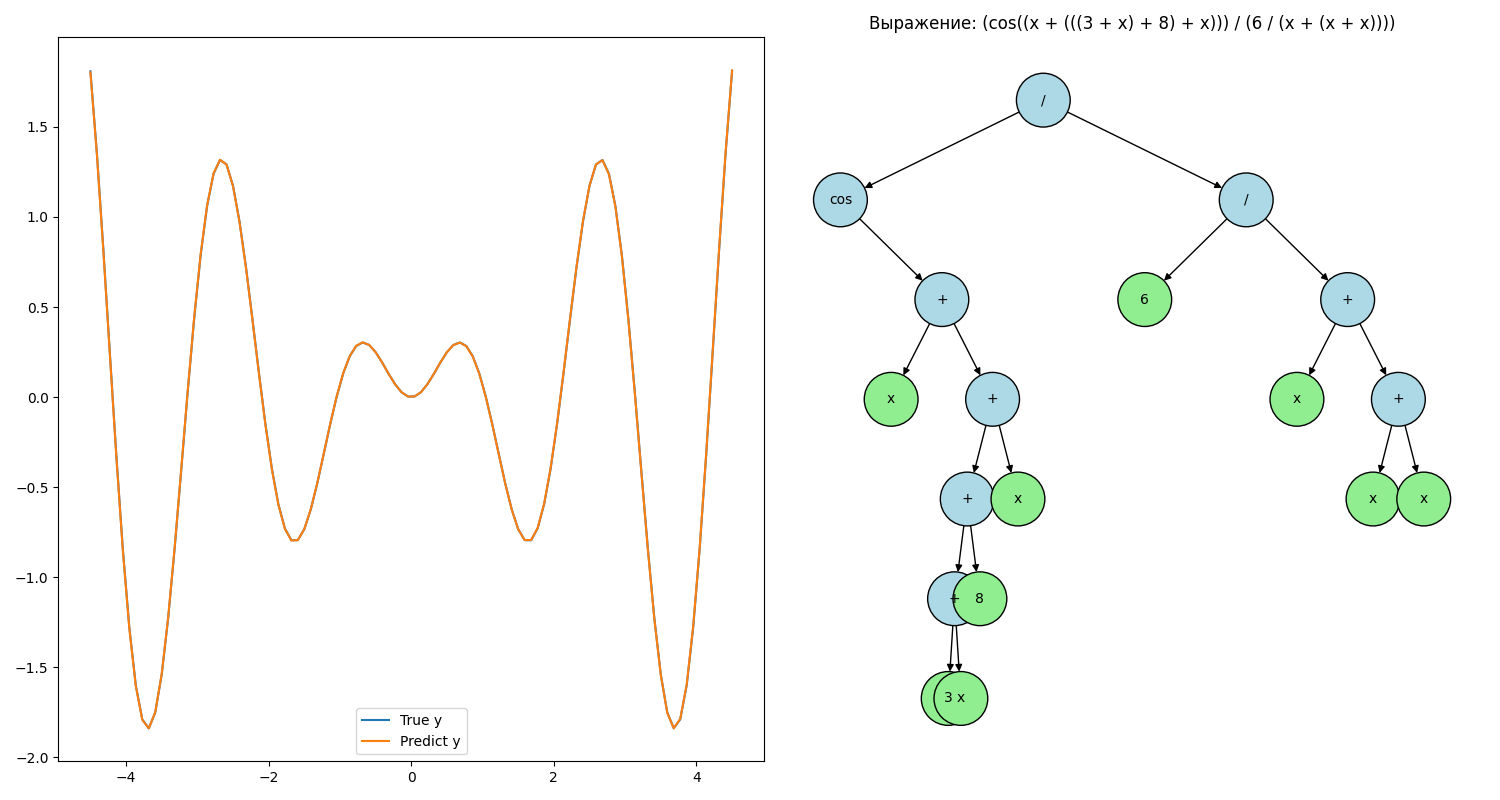 Выражение: (cos((x + (((3 + x) + 8) + x))) / (6 / (x + (x + x))))
1.5
1.0
0.5
0.0
−0.5
−1.0
−1.5
−2.0
−4
−2
0
2
4
True y
Predict y
/
cos
/
+
6
+
x
+
x
+
+
x
x
x
+
8
3
x